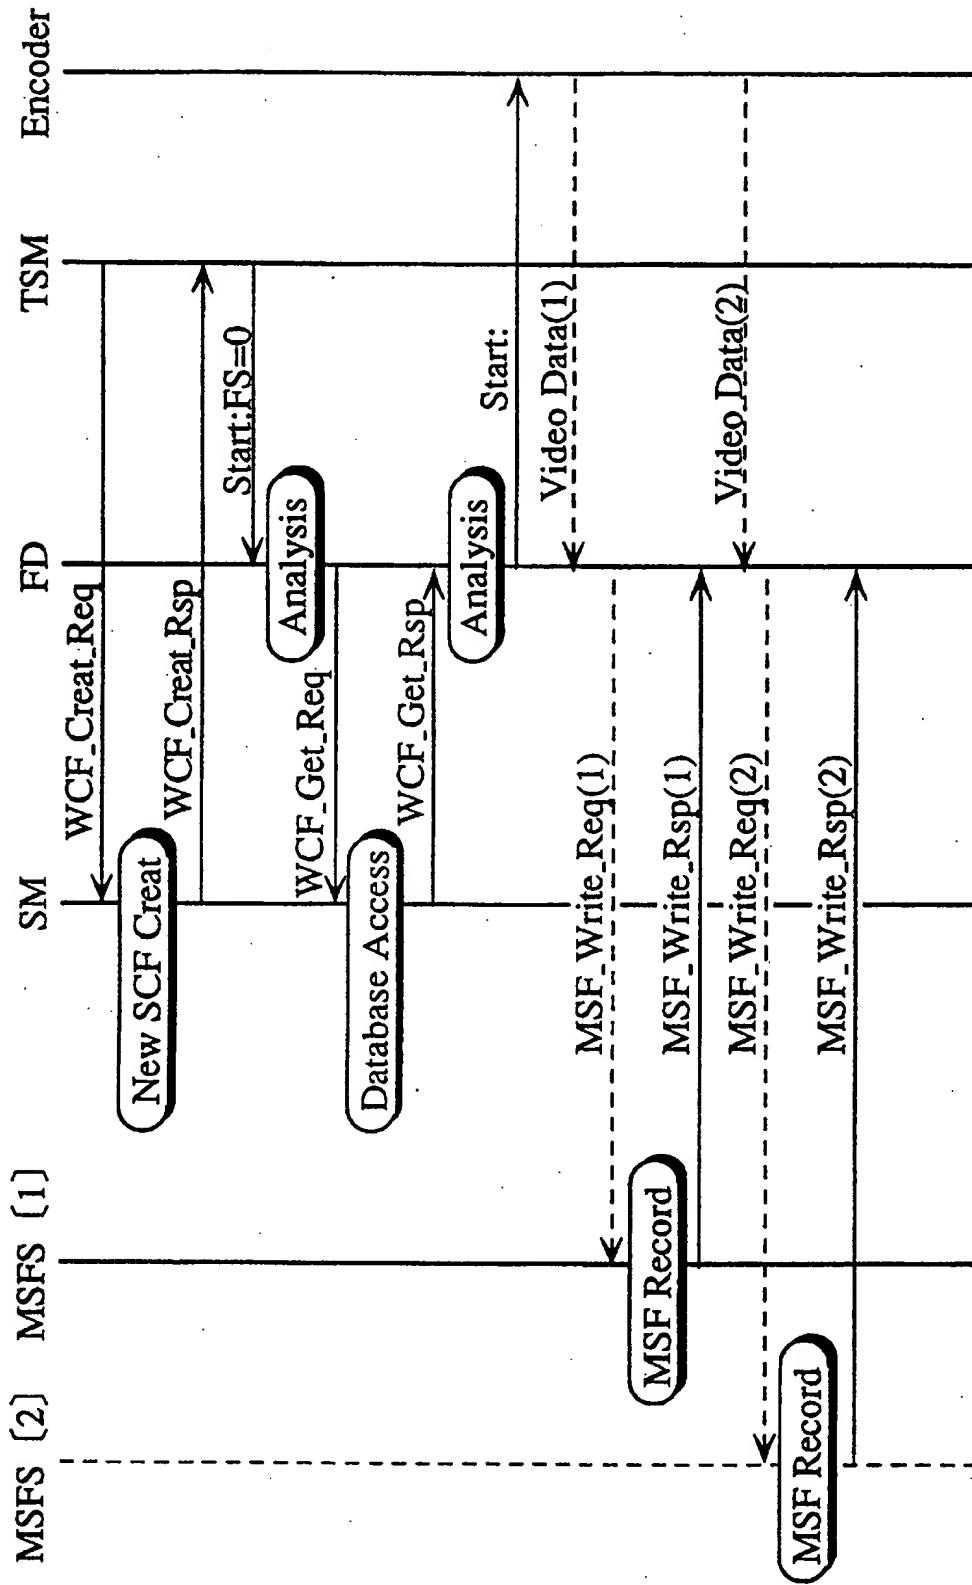 MSFS [2]
MSFS [1]
SM
FD
TSM
Encoder
WCF_Creat_Req
New SCF Creat
WCF_Creat_Rsp
Start:FS=0
Analysis
WCF_Get_Req
Database Access
WCF_Get_Rsp
Analysis
Start:
Video Data(1)
MSF_Write_Req(1)
MSF Record
MSF_Write_Rsp(1)
Video Data(2)
MSF_Write_Req(2)
MSF Record
MSF_Write_Rsp(2)